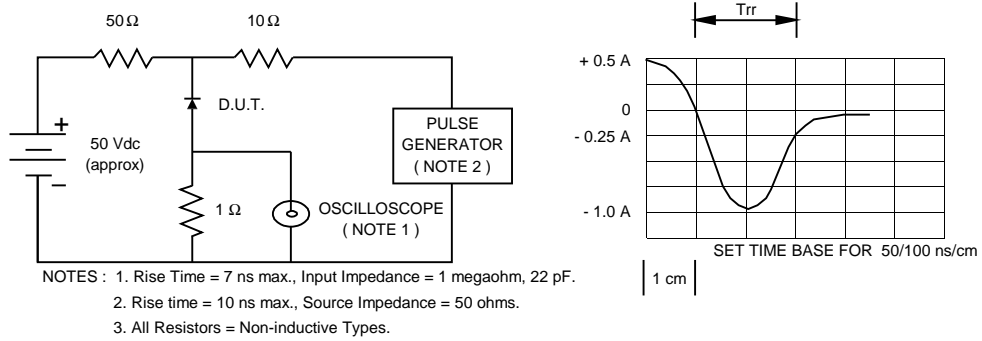 50 Ω
10 Ω
D.U.T.
+
50 Vdc
(approx)
−
1 Ω
OSCILLOSCOPE
( NOTE 1 )
PULSE
GENERATOR
( NOTE 2 )
Trr
+ 0.5 A
0
- 0.25 A
- 1.0 A
SET TIME BASE FOR 50/100 ns/cm
1 cm
NOTES : 1. Rise Time = 7 ns max., Input Impedance = 1 megaohm, 22 pF.
2. Rise time = 10 ns max., Source Impedance = 50 ohms.
3. All Resistors = Non-inductive Types.